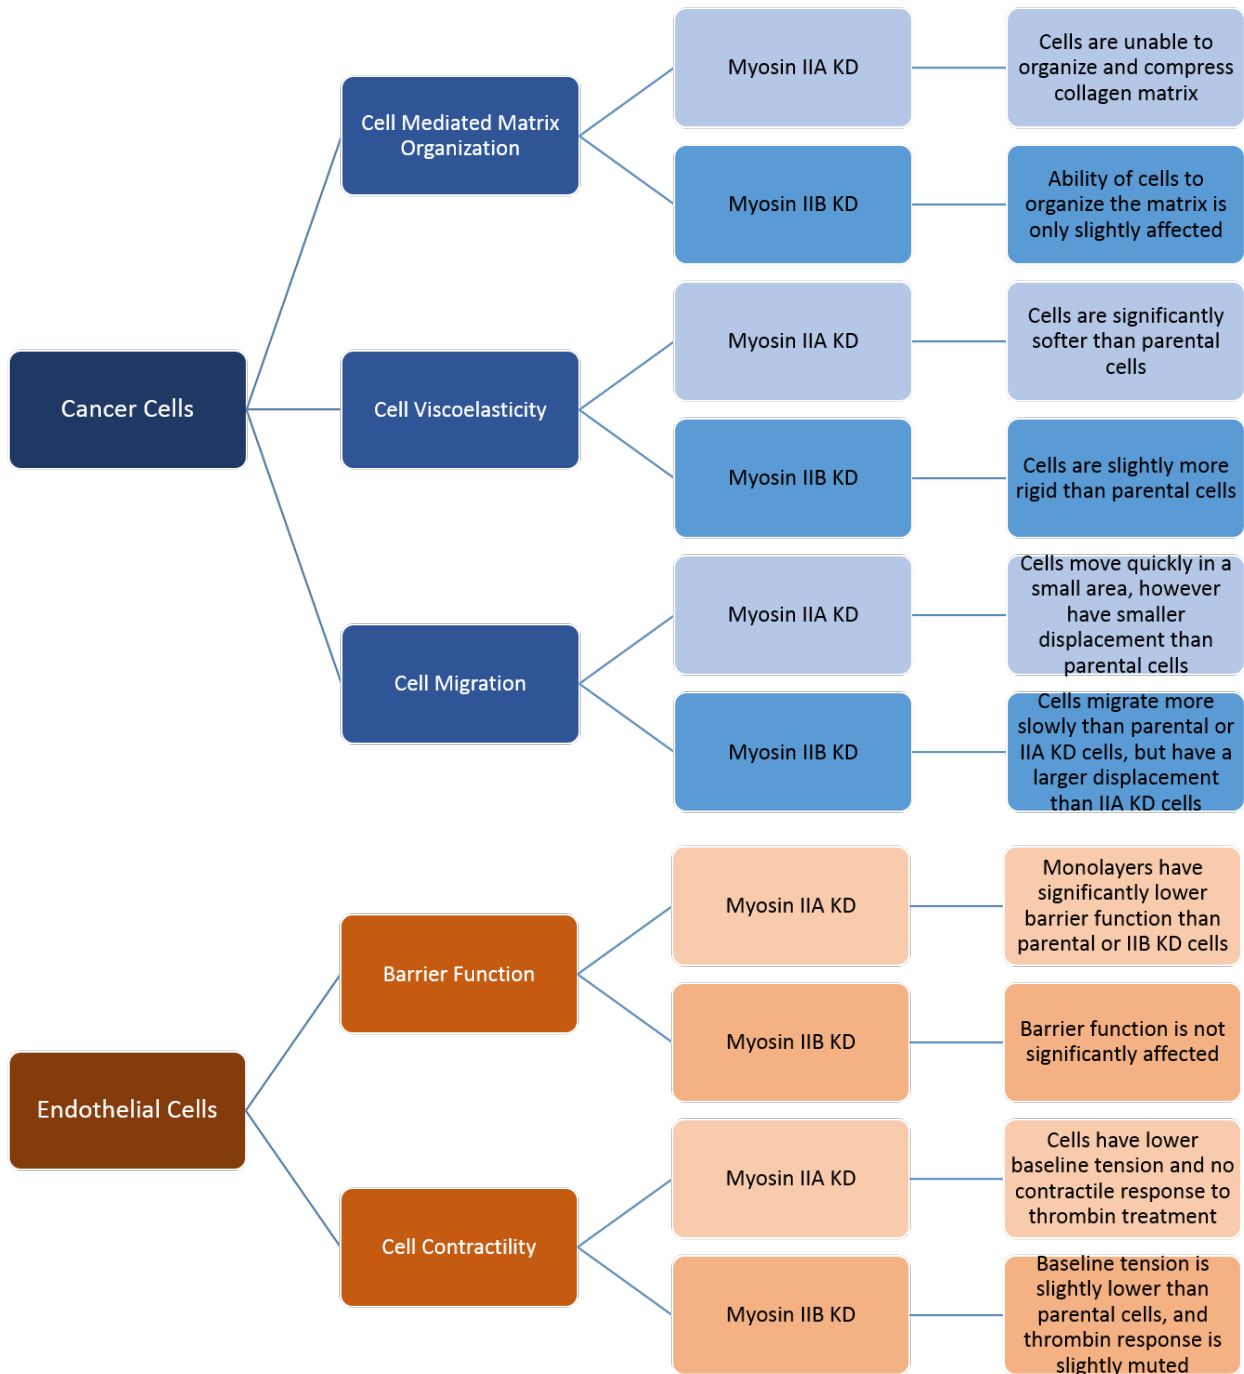 Cancer Cells
Cell Mediated Matrix
Organization
Myosin IIA KD
Cells are unable to
organize and compress
collagen matrix
Myosin IIB KD
Ability of cells to
organize the matrix is
only slightly affected
Cell Viscoelasticity
Myosin IIA KD
Cells are significantly
softer than parental
cells
Myosin IIB KD
Cells are slightly more
rigid than parental cells
Cell Migration
Myosin IIA KD
Cells move quickly in a
small area, however
have smaller
displacement than
parental cells
Myosin IIB KD
Cells migrate more
slowly than parental or
IIA KD cells, but have a
larger displacement
than IIA KD cells
Endothelial Cells
Barrier Function
Myosin IIA KD
Monolayers have
significantly lower
barrier function than
parental or IIB KD cells
Myosin IIB KD
Barrier function is not
significantly affected
Cell Contractility
Myosin IIA KD
Cells have lower
baseline tension and no
contractile response to
thrombin treatment
Myosin IIB KD
Baseline tension is
slightly lower than
parental cells, and
thrombin response is
slightly muted